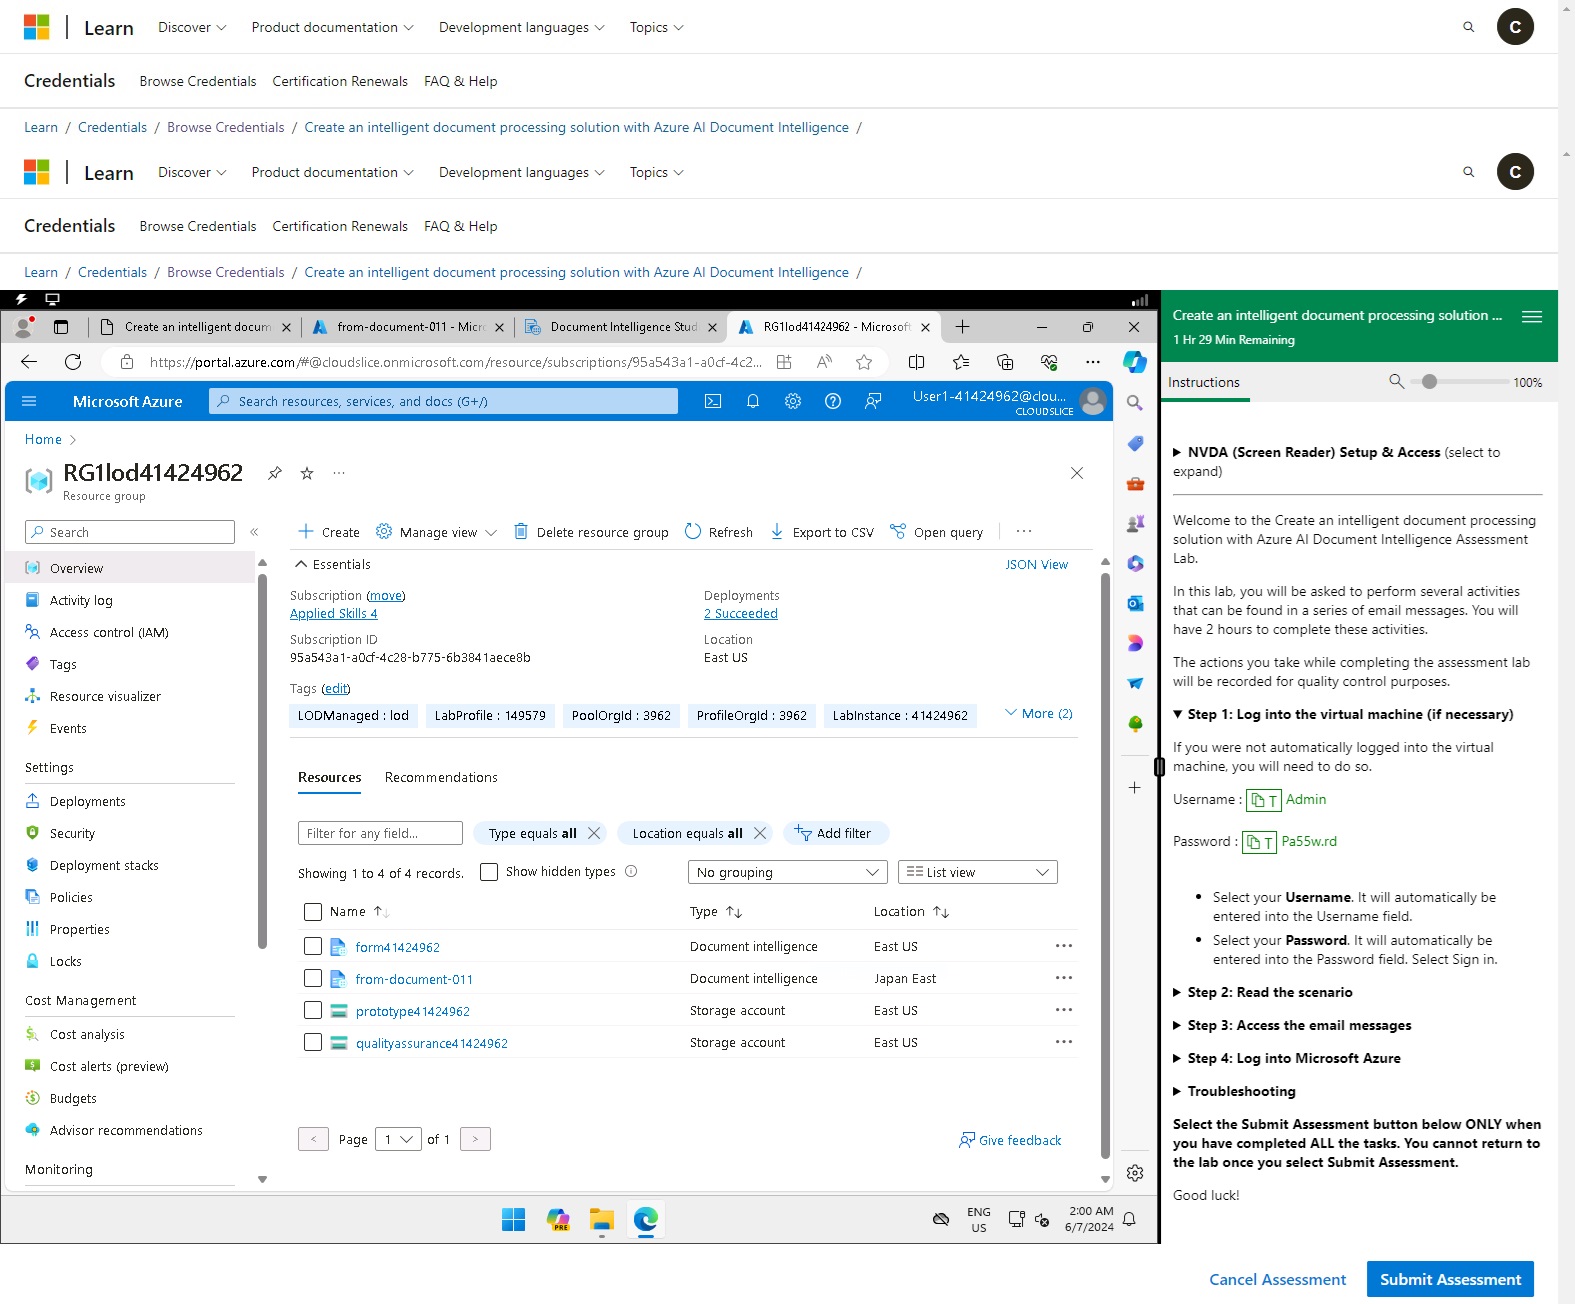 Learn Discover Product documentation Development languages Topics C
Credentials Browse Credentials Certification Renewals FAQ & Help
Learn / Credentials / Browse Credentials / Create an intelligent document processing solution with Azure AI Document Intelligence /
Learn Discover Product documentation Development languages Topics C
Credentials Browse Credentials Certification Renewals FAQ & Help
Learn / Credentials / Browse Credentials / Create an intelligent document processing solution with Azure AI Document Intelligence /
Create an intelligent docum from-document-011 - Micr Document Intelligence Stud RG1lod41424962 - Microsoft
https://portal.azure.com/#@cloudslice.onmicrosoft.com/resource/subscriptions/95a543a1-a0cf-4c2...
Microsoft Azure Search resources, services, and docs (G+/) User1-41424962@clou...
CLOUDSLICE
Home >
RG1lod41424962
Resource group
Search
Overview
Activity log
Access control (IAM)
Tags
Resource visualizer
Events
Settings
Deployments
Security
Deployment stacks
Policies
Properties
Locks
Cost Management
Cost analysis
Cost alerts (preview)
Budgets
Advisor recommendations
Monitoring
Create Manage view Delete resource group Refresh Export to CSV Open query
Essentials JSON View
Subscription (move) Deployments
Applied Skills 4 2 Succeeded
Subscription ID Location
95a543a1-a0cf-4c28-b775-6b3841aece8b East US
Tags (edit)
LODManaged : lod LabProfile : 149579 PoolOrgId : 3962 ProfileOrgId : 3962 LabInstance : 41424962 More (2)
Resources Recommendations
Filter for any field... Type equals all Location equals all Add filter
Showing 1 to 4 of 4 records. Show hidden types No grouping List view
Name Type Location
form41424962 Document intelligence East US
from-document-011 Document intelligence Japan East
prototype41424962 Storage account East US
qualityassurance41424962 Storage account East US
< Page 1 of 1 > Give feedback
ENG
US
2:00 AM
6/7/2024
PRE
Create an intelligent document processing solution ...
1 Hr 29 Min Remaining
Instructions 100%
NVDA (Screen Reader) Setup & Access (select to
expand)
Welcome to the Create an intelligent document processing
solution with Azure AI Document Intelligence Assessment
Lab.
In this lab, you will be asked to perform several activities
that can be found in a series of email messages. You will
have 2 hours to complete these activities.
The actions you take while completing the assessment lab
will be recorded for quality control purposes.
Step 1: Log into the virtual machine (if necessary)
If you were not automatically logged into the virtual
machine, you will need to do so.
Username : T Admin
Password : T Pa55w.rd
• Select your Username. It will automatically be
entered into the Username field.
• Select your Password. It will automatically be
entered into the Password field. Select Sign in.
Step 2: Read the scenario
Step 3: Access the email messages
Step 4: Log into Microsoft Azure
Troubleshooting
Select the Submit Assessment button below ONLY when
you have completed ALL the tasks. You cannot return to
the lab once you select Submit Assessment.
Good luck!
Cancel Assessment Submit Assessment